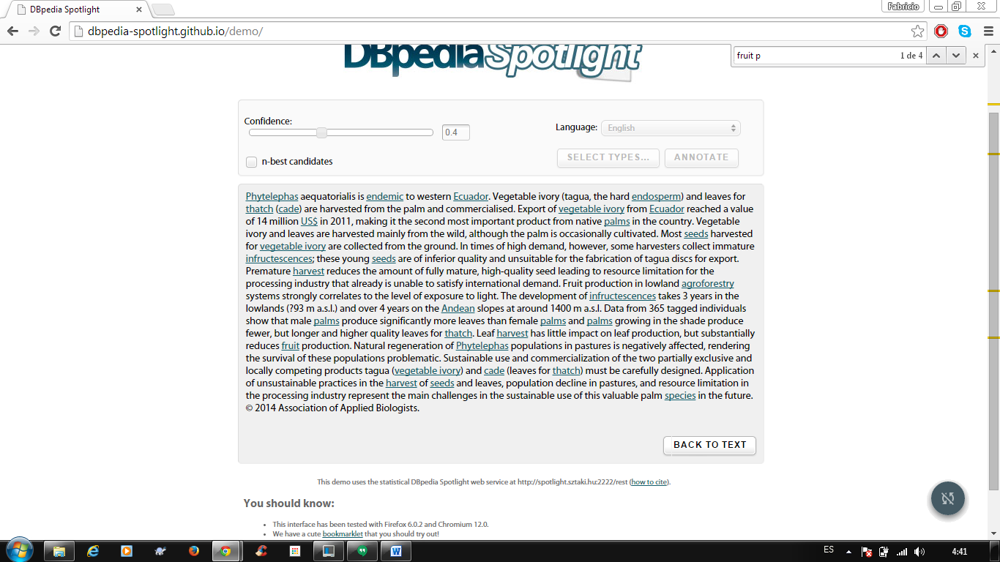 DBpedia Spotlight
Fabricio
dbpedia-spotlight.github.io/demo/
fruit p 1 de 4
DBpedia Spotlight
Confidence:
0.4
Language: English
n-best candidates
SELECT TYPES... ANNOTATE
Phytelephas aequatorialis is endemic to western Ecuador. Vegetable ivory (tagua, the hard endosperm) and leaves for
thatch (cade) are harvested from the palm and commercialised. Export of vegetable ivory from Ecuador reached a value
of 14 million US$ in 2011, making it the second most important product from native palms in the country. Vegetable
ivory and leaves are harvested mainly from the wild, although the palm is occasionally cultivated. Most seeds harvested
for vegetable ivory are collected from the ground. In times of high demand, however, some harvesters collect immature
infructescences; these young seeds are of inferior quality and unsuitable for the fabrication of tagua discs for export.
Premature harvest reduces the amount of fully mature, high-quality seed leading to resource limitation for the
processing industry that already is unable to satisfy international demand. Fruit production in lowland agroforestry
systems strongly correlates to the level of exposure to light. The development of infructescences takes 3 years in the
lowlands (?93 m a.s.l.) and over 4 years on the Andean slopes at around 1400 m a.s.l. Data from 365 tagged individuals
show that male palms produce significantly more leaves than female palms and palms growing in the shade produce
fewer, but longer and higher quality leaves for thatch. Leaf harvest has little impact on leaf production, but substantially
reduces fruit production. Natural regeneration of Phytelephas populations in pastures is negatively affected, rendering
the survival of these populations problematic. Sustainable use and commercialization of the two partially exclusive and
locally competing products tagua (vegetable ivory) and cade (leaves for thatch) must be carefully designed. Application
of unsustainable practices in the harvest of seeds and leaves, population decline in pastures, and resource limitation in
the processing industry represent the main challenges in the sustainable use of this valuable palm species in the future.
© 2014 Association of Applied Biologists.
BACK TO TEXT
This demo uses the statistical DBpedia Spotlight web service at http://spotlight.sztaki.hu:2222/rest (how to cite).
You should know:
• This interface has been tested with Firefox 6.0.2 and Chromium 12.0.
• We have a cute bookmarklet that you should try out!
ES 4:41